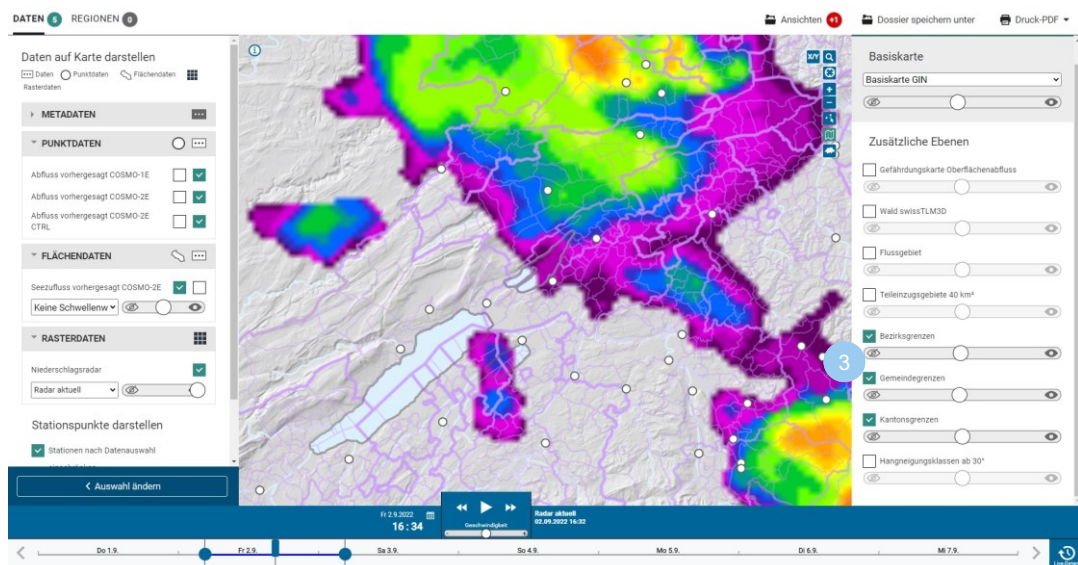 DATEN 5 REGIONEN 0
Ansichten +1 Dossier speichern unter Druck-PDF
Daten auf Karte darstellen
Daten Punktdaten Flächendaten
Rasterdaten
METADATEN
PUNKTDATEN
Abfluss vorhergesagt COSMO-1E
Abfluss vorhergesagt COSMO-2E
Abfluss vorhergesagt COSMO-2E
CTRL
FLÄCHENDATEN
Seezufluss vorhergesagt COSMO-2E
Keine Schwellenw
RASTERDATEN
Niederschlagsradar
Radar aktuell
Stationspunkte darstellen
Stationen nach Datenauswahl
Auswahl ändern
X/Y
Basiskarte
Basiskarte GIN
Zusätzliche Ebenen
Gefährdungskarte Oberflächenabfluss
Wald swissTLM3D
Flussgebiet
Teileinzugsgebiete 40 km²
Bezirksgrenzen
3
Gemeindegrenzen
Kantonsgrenzen
Hangneigungsklassen ab 30°
Fr 2.9.2022
16:34
Geschwindigkeit
Radar aktuell
02.09.2022 16:32
Do 1.9. Fr 2.9. Sa 3.9. So 4.9. Mo 5.9. Di 6.9. Mi 7.9.
Live-Daten